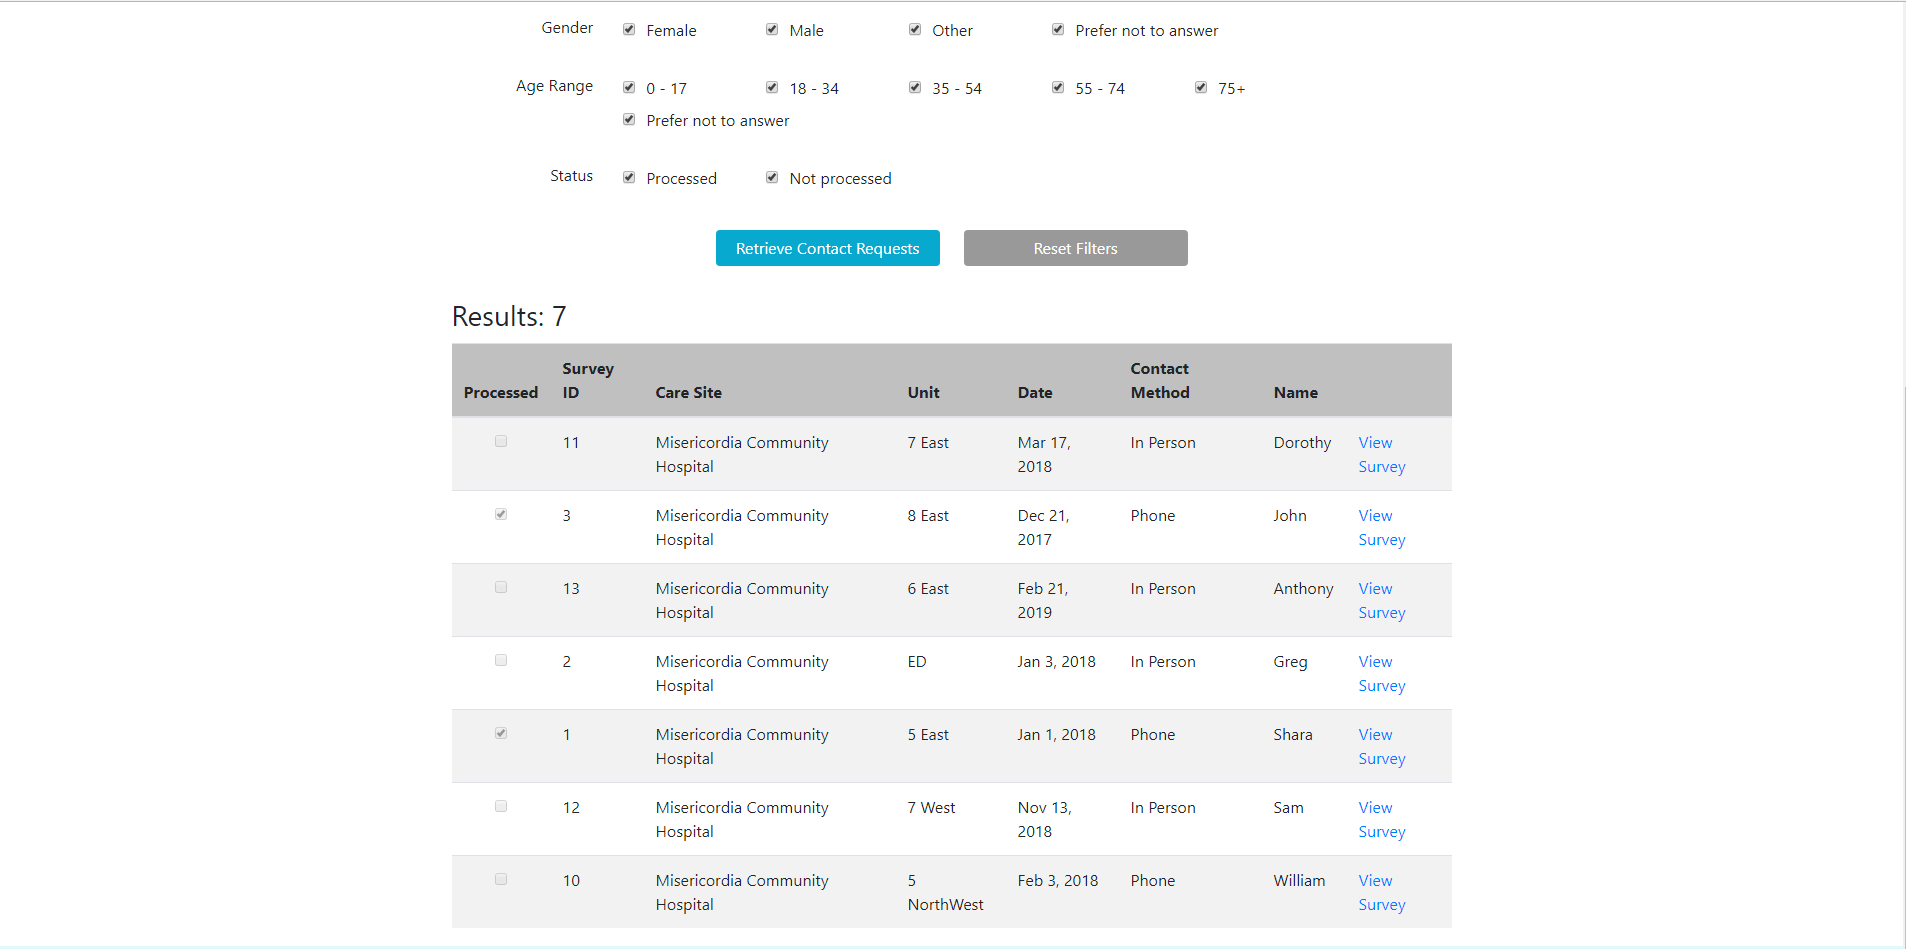 Gender Female Male Other Prefer not to answer
Age Range 0 - 17 18 - 34 35 - 54 55 - 74 75+
Prefer not to answer
Status Processed Not processed
Retrieve Contact Requests Reset Filters
Results: 7
Processed Survey ID Care Site Unit Date Contact Method Name
11 Misericordia Community Hospital 7 East Mar 17, 2018 In Person Dorothy View Survey
3 Misericordia Community Hospital 8 East Dec 21, 2017 Phone John View Survey
13 Misericordia Community Hospital 6 East Feb 21, 2019 In Person Anthony View Survey
2 Misericordia Community Hospital ED Jan 3, 2018 In Person Greg View Survey
1 Misericordia Community Hospital 5 East Jan 1, 2018 Phone Shara View Survey
12 Misericordia Community Hospital 7 West Nov 13, 2018 In Person Sam View Survey
10 Misericordia Community Hospital 5 NorthWest Feb 3, 2018 Phone William View Survey